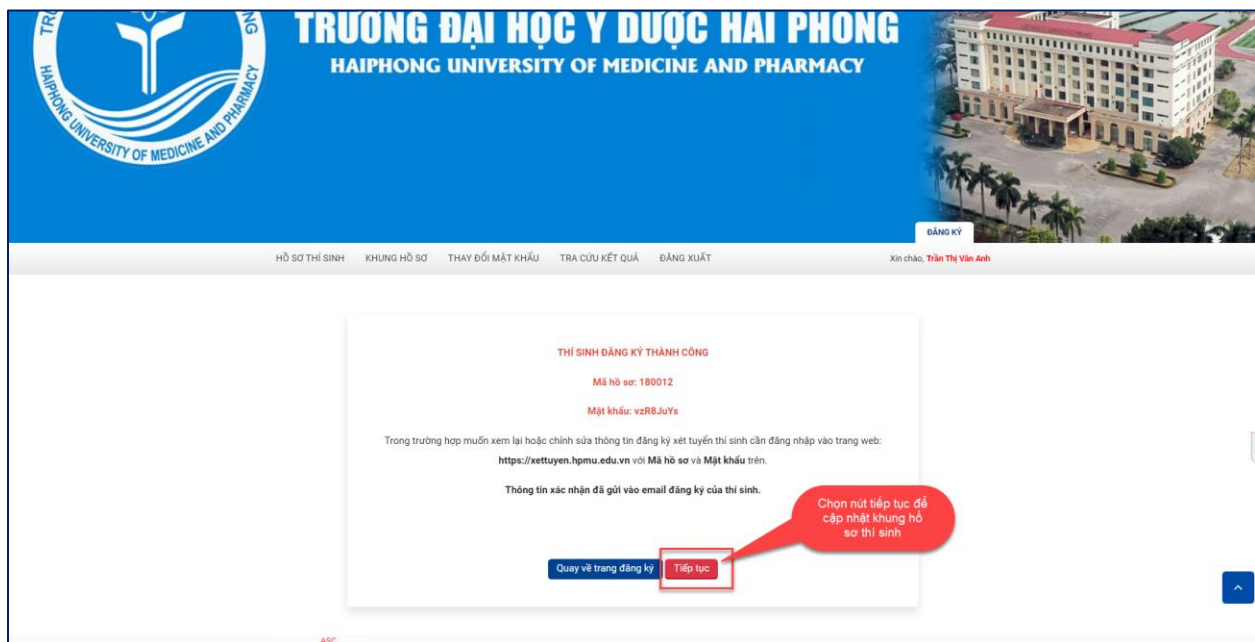 TRƯỜNG ĐẠI HỌC Y DƯỢC HẢI PHÒNG
HAIPHONG UNIVERSITY OF MEDICINE AND PHARMACY
HAIPHONG UNIVERSITY OF MEDICINE AND PHARMACY
ĐĂNG KÝ
HỒ SƠ THÍ SINH KHUNG HỒ SƠ THAY ĐỔI MẬT KHẨU TRA CỨU KẾT QUẢ ĐĂNG XUẤT Xin chào, Trần Thị Vân Anh
THÍ SINH ĐĂNG KÝ THÀNH CÔNG
Mã hồ sơ: 180012
Mật khẩu: vzR8JuYs
Trong trường hợp muốn xem lại hoặc chỉnh sửa thông tin đăng ký xét tuyển thí sinh cần đăng nhập vào trang web:
https://xettuyen.hpmu.edu.vn với Mã hồ sơ và Mật khẩu trên.
Thông tin xác nhận đã gửi vào email đăng ký của thí sinh.
Chọn nút tiếp tục để
cập nhật khung hồ
sơ thí sinh
Quay về trang đăng ký Tiếp tục
ASC